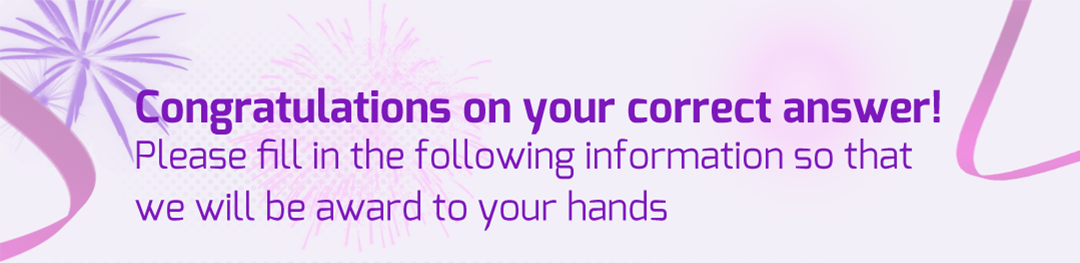 Congratulations on your correct answer!
Please fill in the following information so that
we will be award to your hands